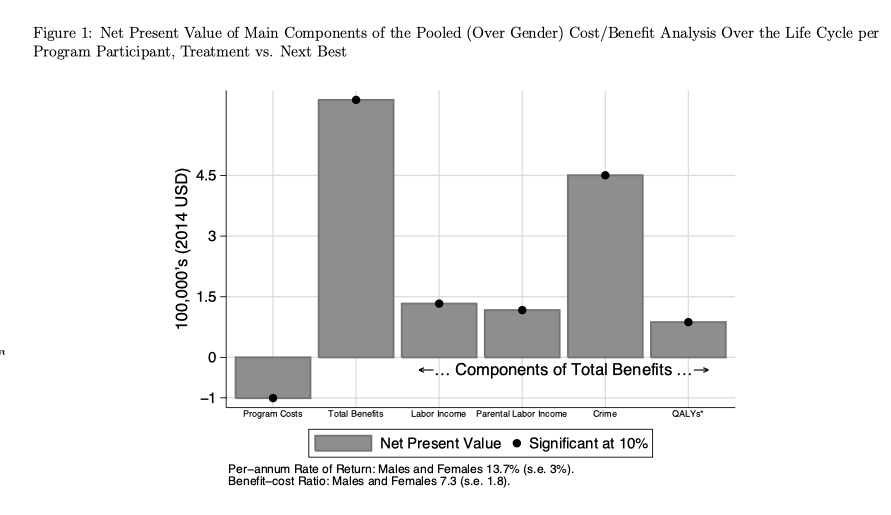 Figure 1: Net Present Value of Main Components of the Pooled (Over Gender) Cost/Benefit Analysis Over the Life Cycle per
Program Participant, Treatment vs. Next Best
100,000's (2014 USD)
4.5
3
1.5
0
−1
←... Components of Total Benefits ...→
Program Costs Total Benefits Labor Income Parental Labor Income Crime QALYs*
Net Present Value ● Significant at 10%
Per−annum Rate of Return: Males and Females 13.7% (s.e. 3%).
Benefit−cost Ratio: Males and Females 7.3 (s.e. 1.8).